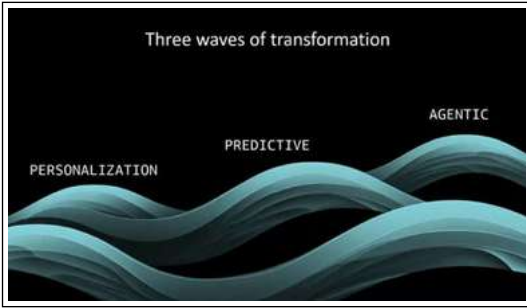 Three waves of transformation
AGENTIC
PREDICTIVE
PERSONALIZATION